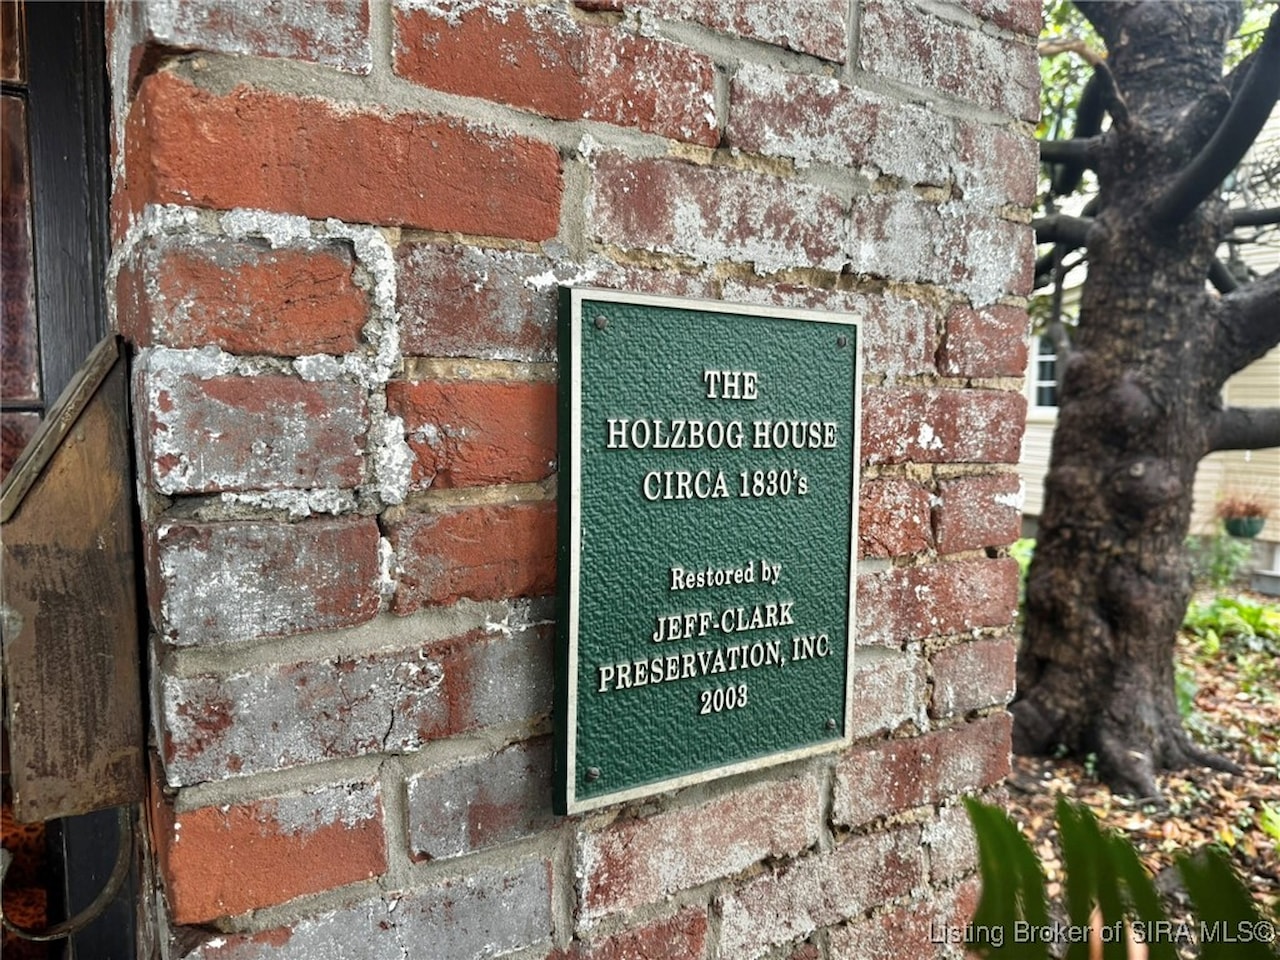 THE
HOLZBOG HOUSE
CIRCA 1830's
Restored by
JEFF-CLARK
PRESERVATION, INC.
2003
Listing Broker of SIRA MLS©